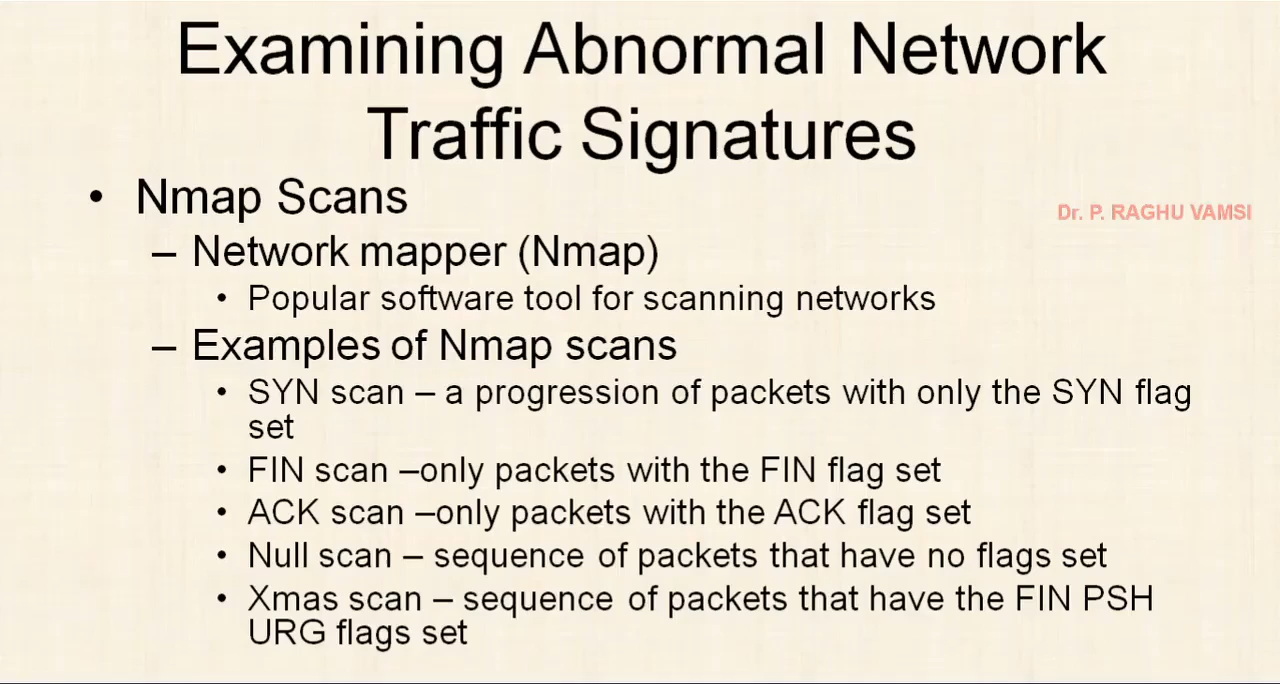 Examining Abnormal Network
Traffic Signatures
• Nmap Scans
Dr. P. RAGHU VAMSI
– Network mapper (Nmap)
• Popular software tool for scanning networks
– Examples of Nmap scans
• SYN scan – a progression of packets with only the SYN flag
set
• FIN scan –only packets with the FIN flag set
• ACK scan –only packets with the ACK flag set
• Null scan – sequence of packets that have no flags set
• Xmas scan – sequence of packets that have the FIN PSH
URG flags set